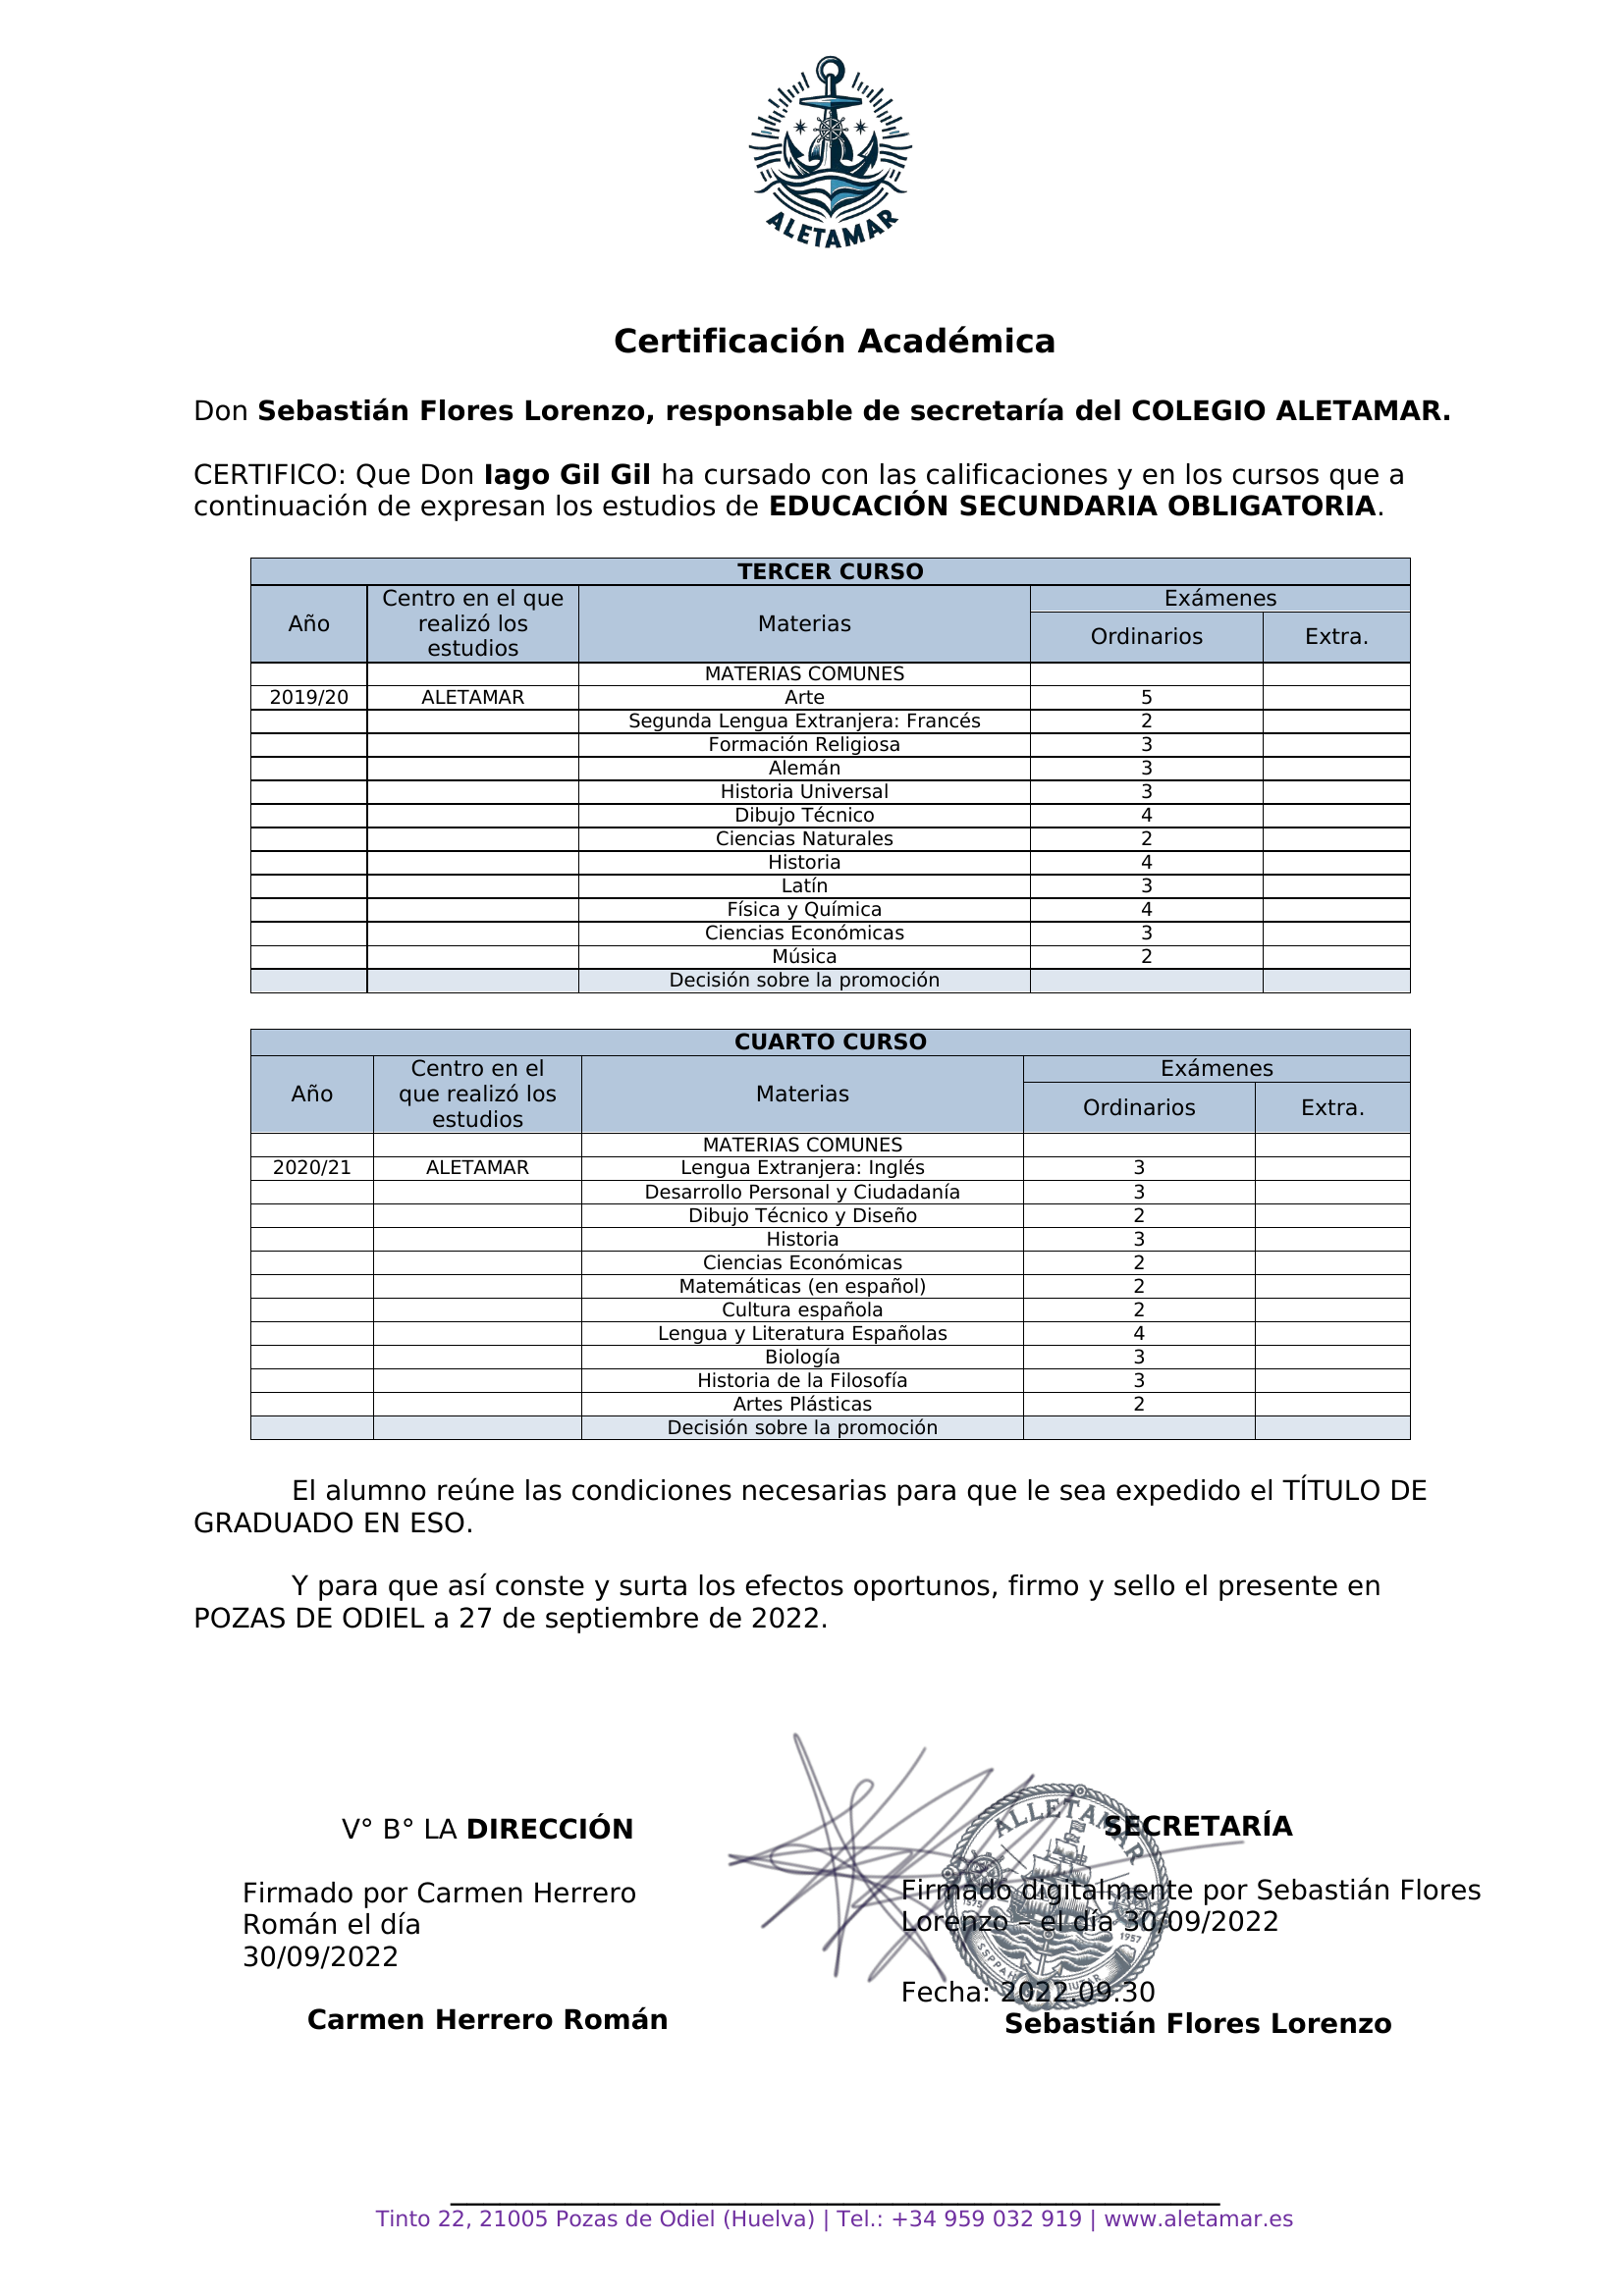 ALETAMAR
Certificación Académica
Don Sebastián Flores Lorenzo, responsable de secretaría del COLEGIO ALETAMAR.
CERTIFICO: Que Don Iago Gil Gil ha cursado con las calificaciones y en los cursos que a
continuación de expresan los estudios de EDUCACIÓN SECUNDARIA OBLIGATORIA.
TERCER CURSO
Año Centro en el que realizó los estudios Materias Exámenes
Ordinarios Extra.
MATERIAS COMUNES
2019/20 ALETAMAR Arte 5
Segunda Lengua Extranjera: Francés 2
Formación Religiosa 3
Alemán 3
Historia Universal 3
Dibujo Técnico 4
Ciencias Naturales 2
Historia 4
Latín 3
Física y Química 4
Ciencias Económicas 3
Música 2
Decisión sobre la promoción
CUARTO CURSO
Año Centro en el que realizó los estudios Materias Exámenes
Ordinarios Extra.
MATERIAS COMUNES
2020/21 ALETAMAR Lengua Extranjera: Inglés 3
Desarrollo Personal y Ciudadanía 3
Dibujo Técnico y Diseño 2
Historia 3
Ciencias Económicas 2
Matemáticas (en español) 2
Cultura española 2
Lengua y Literatura Españolas 4
Biología 3
Historia de la Filosofía 3
Artes Plásticas 2
Decisión sobre la promoción
El alumno reúne las condiciones necesarias para que le sea expedido el TÍTULO DE
GRADUADO EN ESO.
Y para que así conste y surta los efectos oportunos, firmo y sello el presente en
POZAS DE ODIEL a 27 de septiembre de 2022.
V° B° LA DIRECCIÓN
Firmado por Carmen Herrero
Román el día
30/09/2022
Carmen Herrero Román
SECRETARÍA
Firmado digitalmente por Sebastián Flores
Lorenzo – el día 30/09/2022
Fecha: 2022.09.30
Sebastián Flores Lorenzo
ALLETAMAR
1957
Tinto 22, 21005 Pozas de Odiel (Huelva) | Tel.: +34 959 032 919 | www.aletamar.es